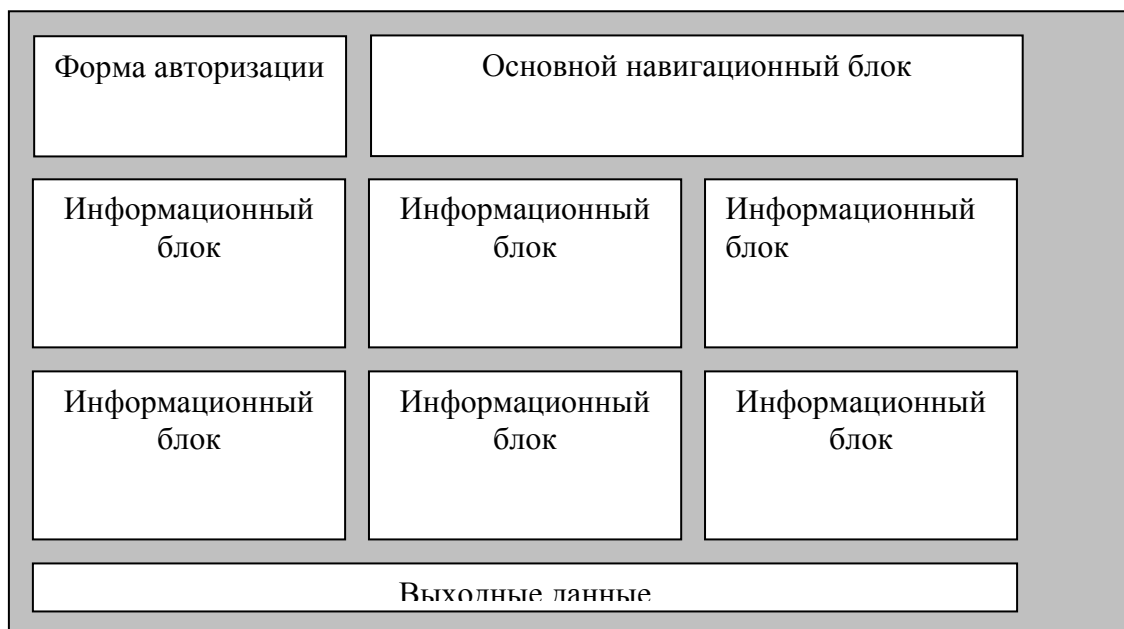 Форма авторизации
Основной навигационный блок
Информационный
блок
Информационный
блок
Информационный
блок
Информационный
блок
Информационный
блок
Информационный
блок
Выходные данные